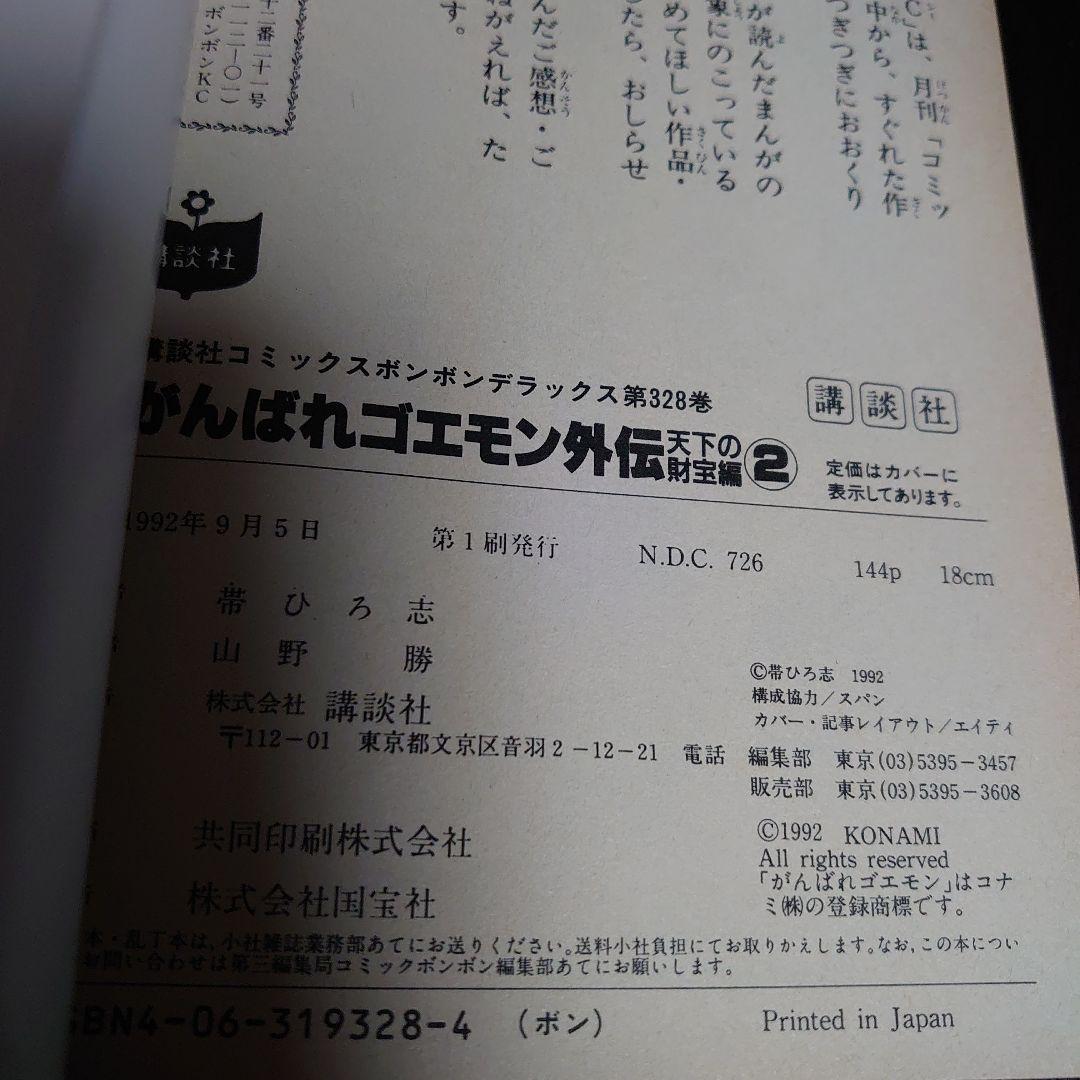 C」は、月刊「コミッ
中から、すぐれた作
つぎつぎにおおくり
が読んだまんがの
象にのこっている
めてほしい作品・
したら、おしらせ
んだご感想・ご
ねがえれば、た
す。
十二番二十一号
一一二―〇一)
ボンボンKC
講談社
講談社コミックスボンボンデラックス第328巻
がんばれゴエモン外伝 天下の財宝編 ②
講談社
定価はカバーに
表示してあります。
1992年9月5日 第1刷発行 N.D.C. 726 144p 18cm
帯ひろ志
山野 勝
株式会社 講談社
〒112-01 東京都文京区音羽2-12-21 電話 編集部 東京(03)5395-3457
販売部 東京(03)5395-3608
©帯ひろ志 1992
構成協力/スパン
カバー・記事レイアウト/エイティ
共同印刷株式会社
株式会社国宝社
©1992 KONAMI
All rights reserved
「がんばれゴエモン」はコナ
ミ㈱の登録商標です。
本・乱丁本は、小社雑誌業務部あてにお送りください。送料小社負担にてお取りかえします。なお、この本につい
お問い合わせは第三編集局コミックボンボン編集部あてにお願いします。
SBN4-06-319328-4 (ボン) Printed in Japan